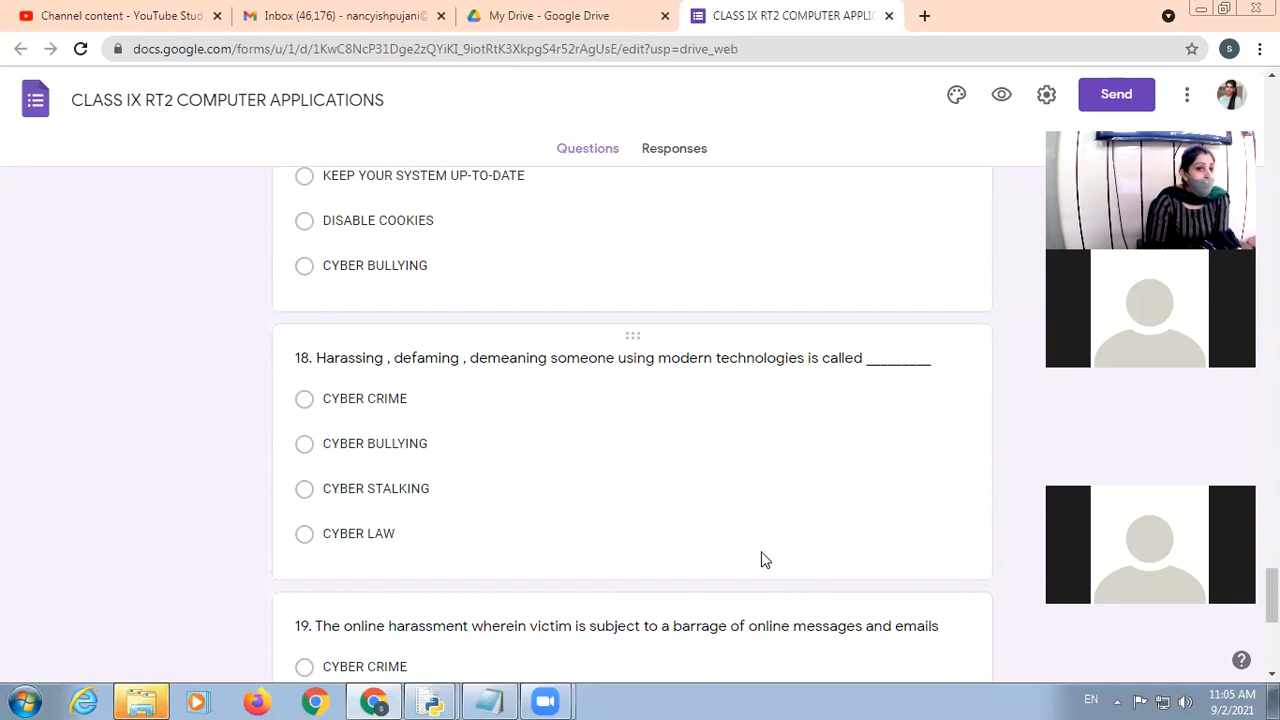 Channel content - YouTube Stud
Inbox (46,176) - nancyishpujani@
My Drive - Google Drive
CLASS IX RT2 COMPUTER APPLIC
docs.google.com/forms/u/1/d/1KwC8NcP31Dge2zQYiKI_9iotRtK3XkpgS4r52rAgUsE/edit?usp=drive_web
S
CLASS IX RT2 COMPUTER APPLICATIONS
Send
Questions
Responses
KEEP YOUR SYSTEM UP-TO-DATE
DISABLE COOKIES
CYBER BULLYING
18. Harassing , defaming , demeaning someone using modern technologies is called _________
CYBER CRIME
CYBER BULLYING
CYBER STALKING
CYBER LAW
19. The online harassment wherein victim is subject to a barrage of online messages and emails
CYBER CRIME
EN
11:05 AM
9/2/2021